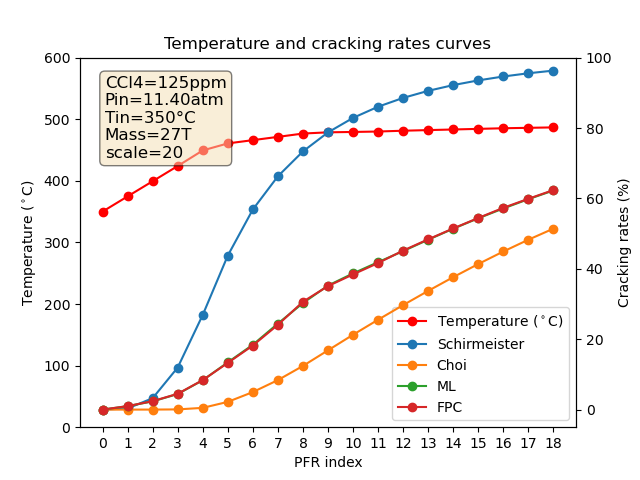 Temperature and cracking rates curves
CCl4=125ppm
Pin=11.40atm
Tin=350°C
Mass=27T
scale=20
Temperature (°C)
600
500
400
300
200
100
0
Cracking rates (%)
100
80
60
40
20
0
Temperature (°C)
Schirmeister
Choi
ML
FPC
0 1 2 3 4 5 6 7 8 9 10 11 12 13 14 15 16 17 18
PFR index